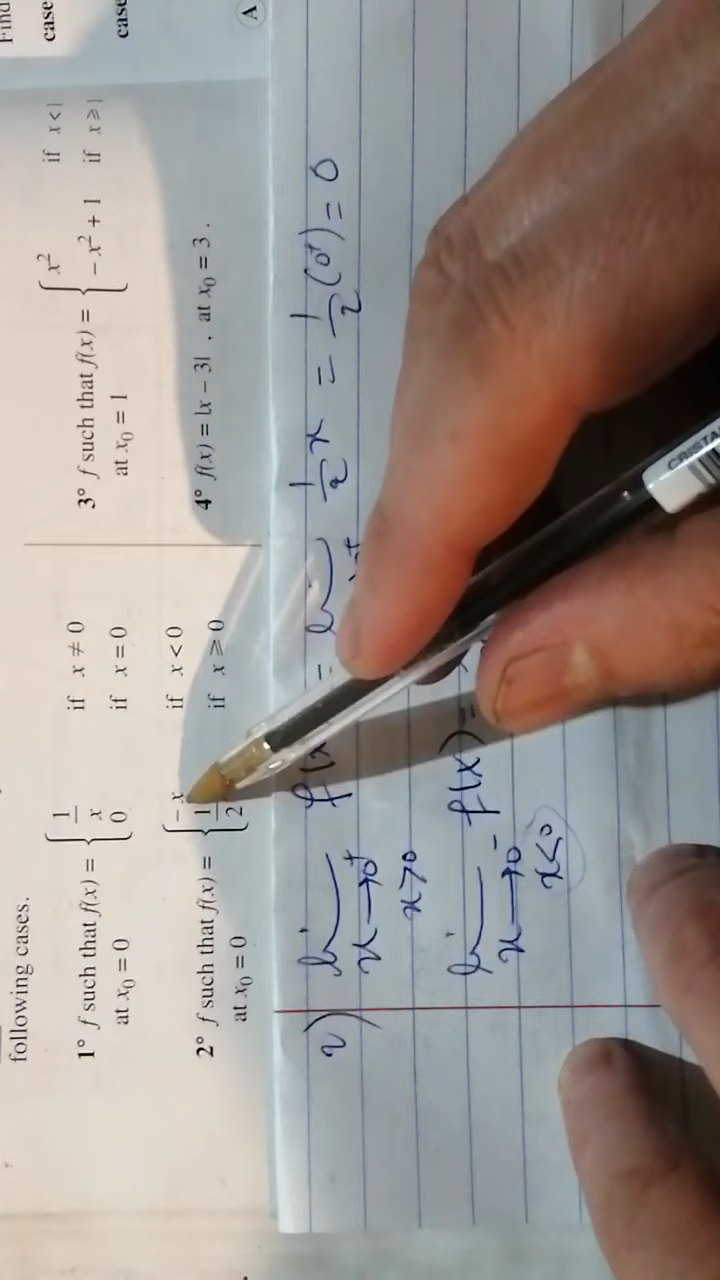 Find
case
case
following cases.
1° f such that f(x) = { 1/x if x ≠ 0
0 if x = 0
at x₀ = 0
2° f such that f(x) = { -x if x < 0
1/2 if x ⩾ 0
at x₀ = 0
3° f such that f(x) = { x² if x < 1
-x² + 1 if x ⩾ 1
at x₀ = 1
4° f(x) = |x - 3| , at x₀ = 3 .
A
2) lim f(x = lim 1/2 x = 1/2 (0⁺) = 0
x→0⁺
x>0
lim f(x) =
x→0⁻
x<0
CRISTAL